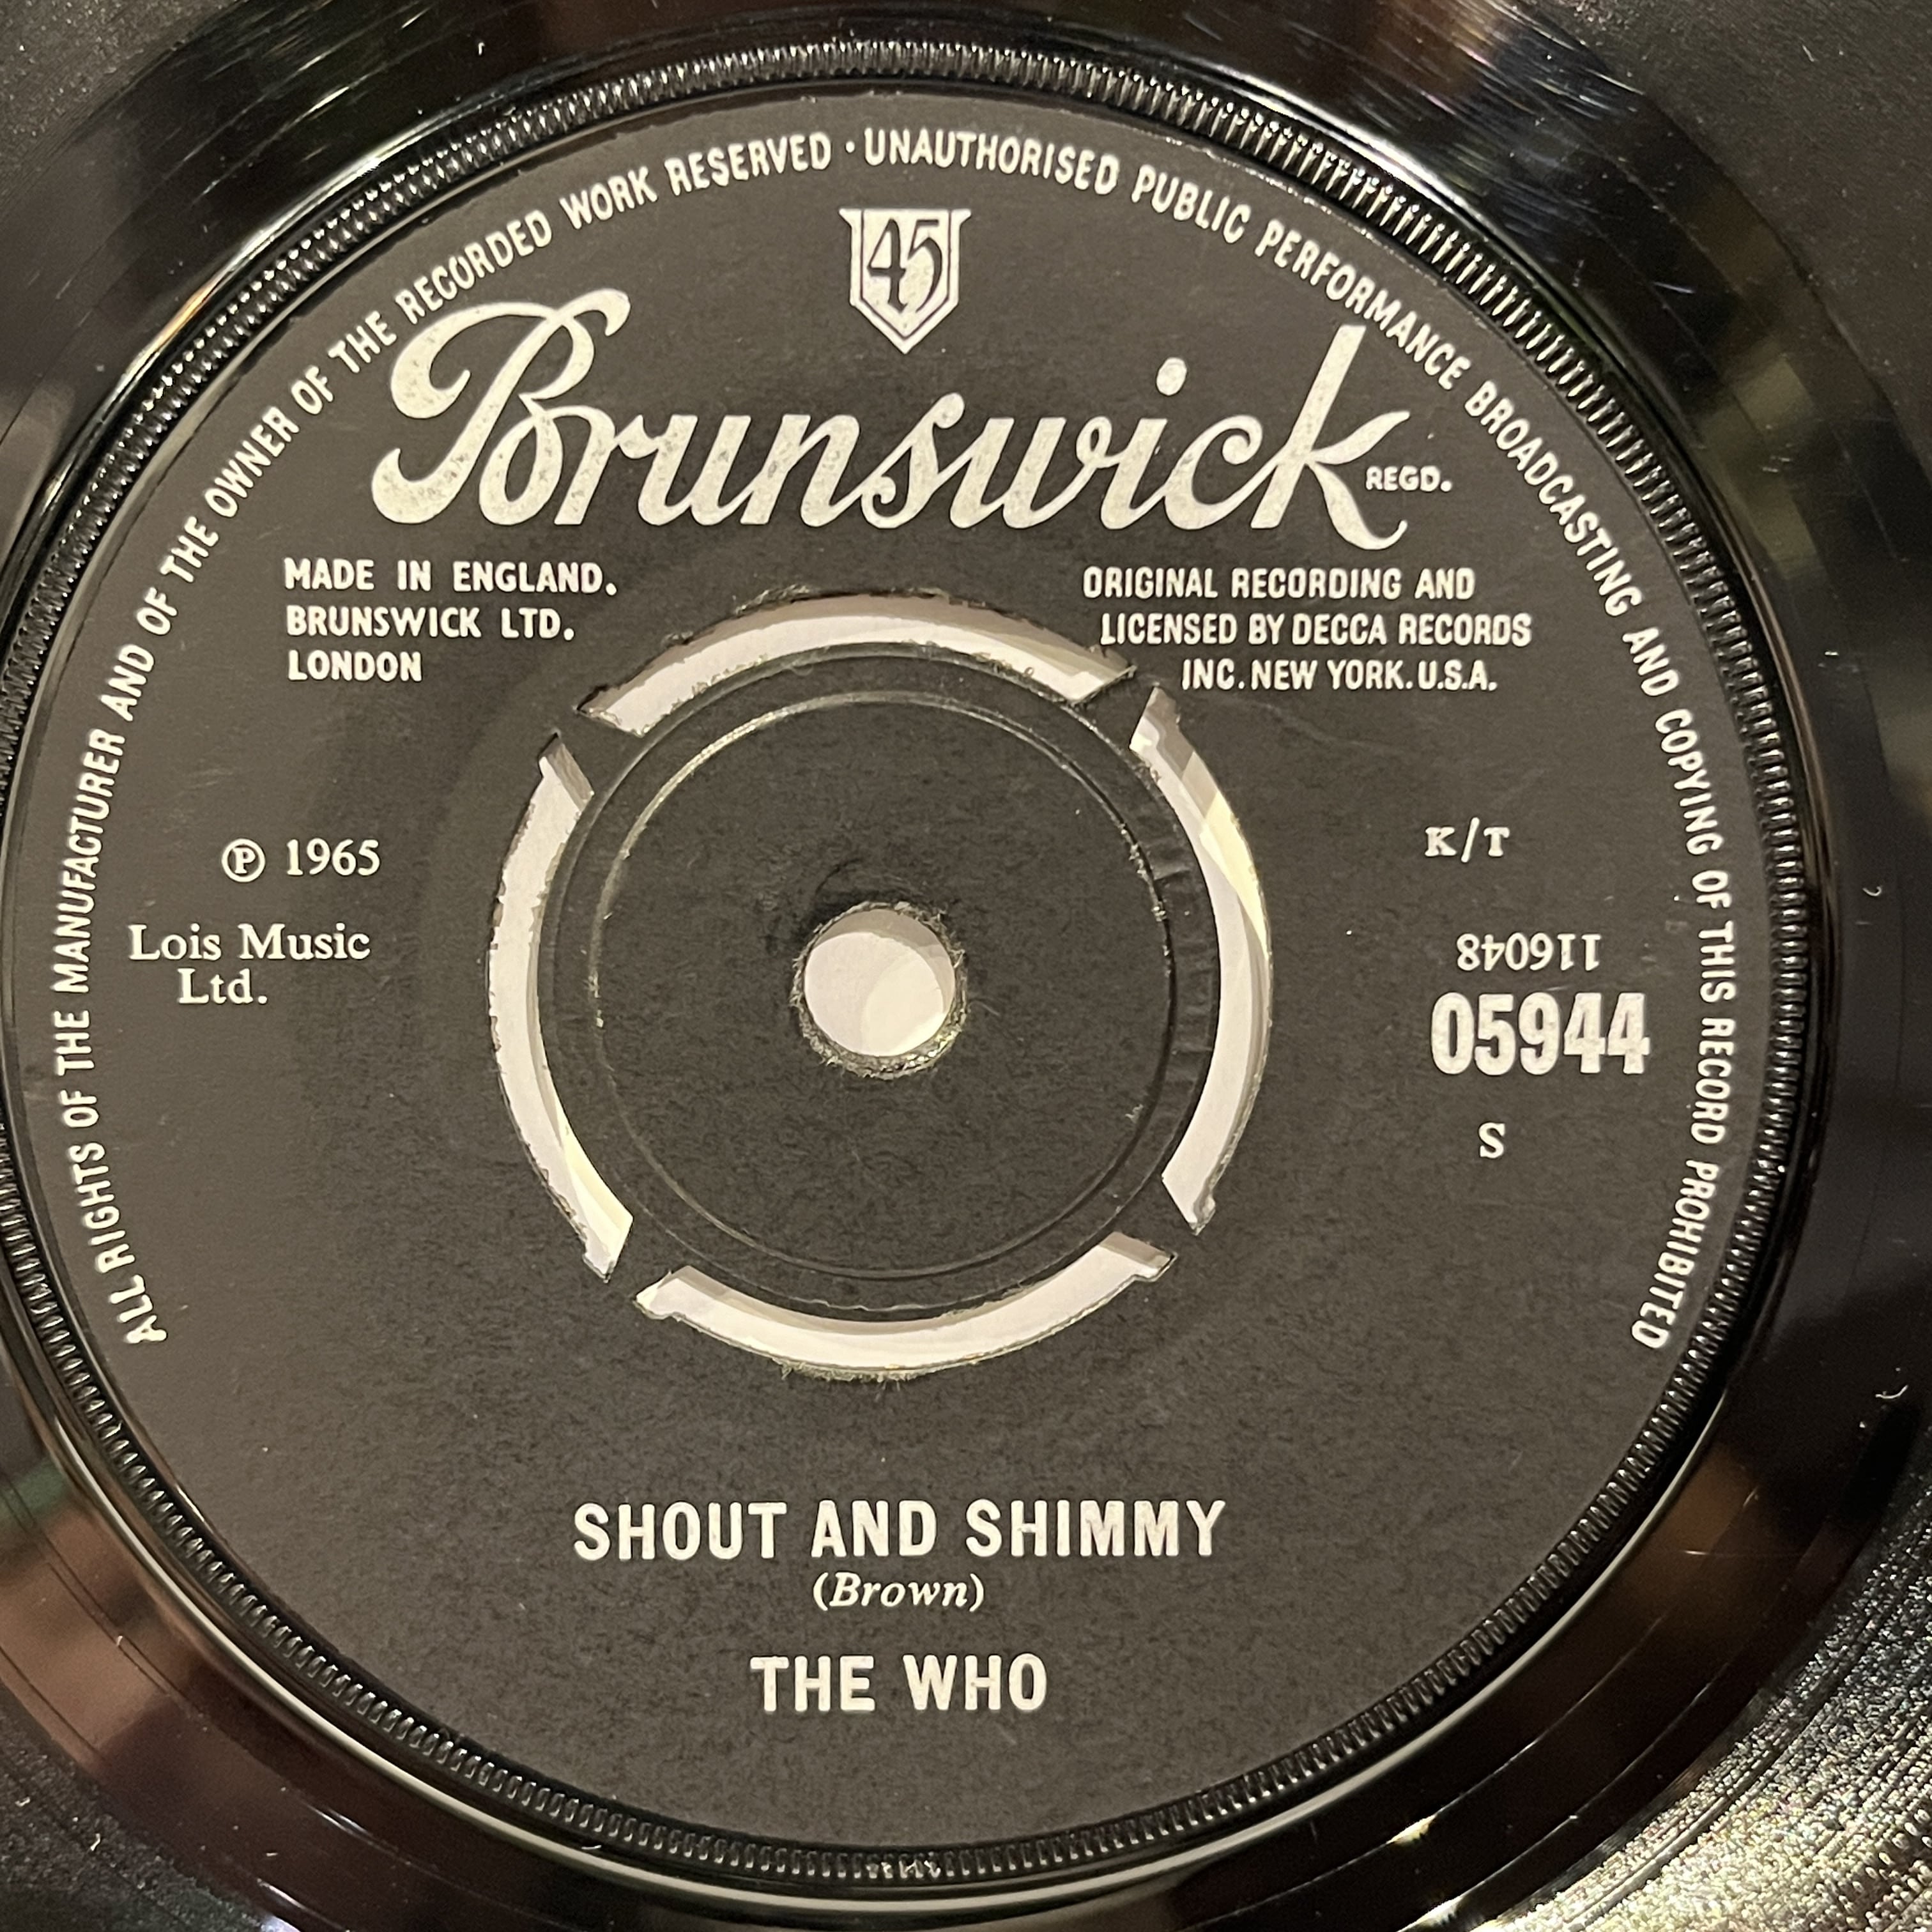 ALL RIGHTS OF THE MANUFACTURER AND OF THE OWNER OF THE RECORDED WORK RESERVED · UNAUTHORISED PUBLIC PERFORMANCE BROADCASTING AND COPYING OF THIS RECORD PROHIBITED
45
Brunswick REGD.
MADE IN ENGLAND.
BRUNSWICK LTD.
LONDON
ORIGINAL RECORDING AND
LICENSED BY DECCA RECORDS
INC. NEW YORK. U.S.A.
℗ 1965
Lois Music
Ltd.
K/T
116048
05944
S
SHOUT AND SHIMMY
(Brown)
THE WHO